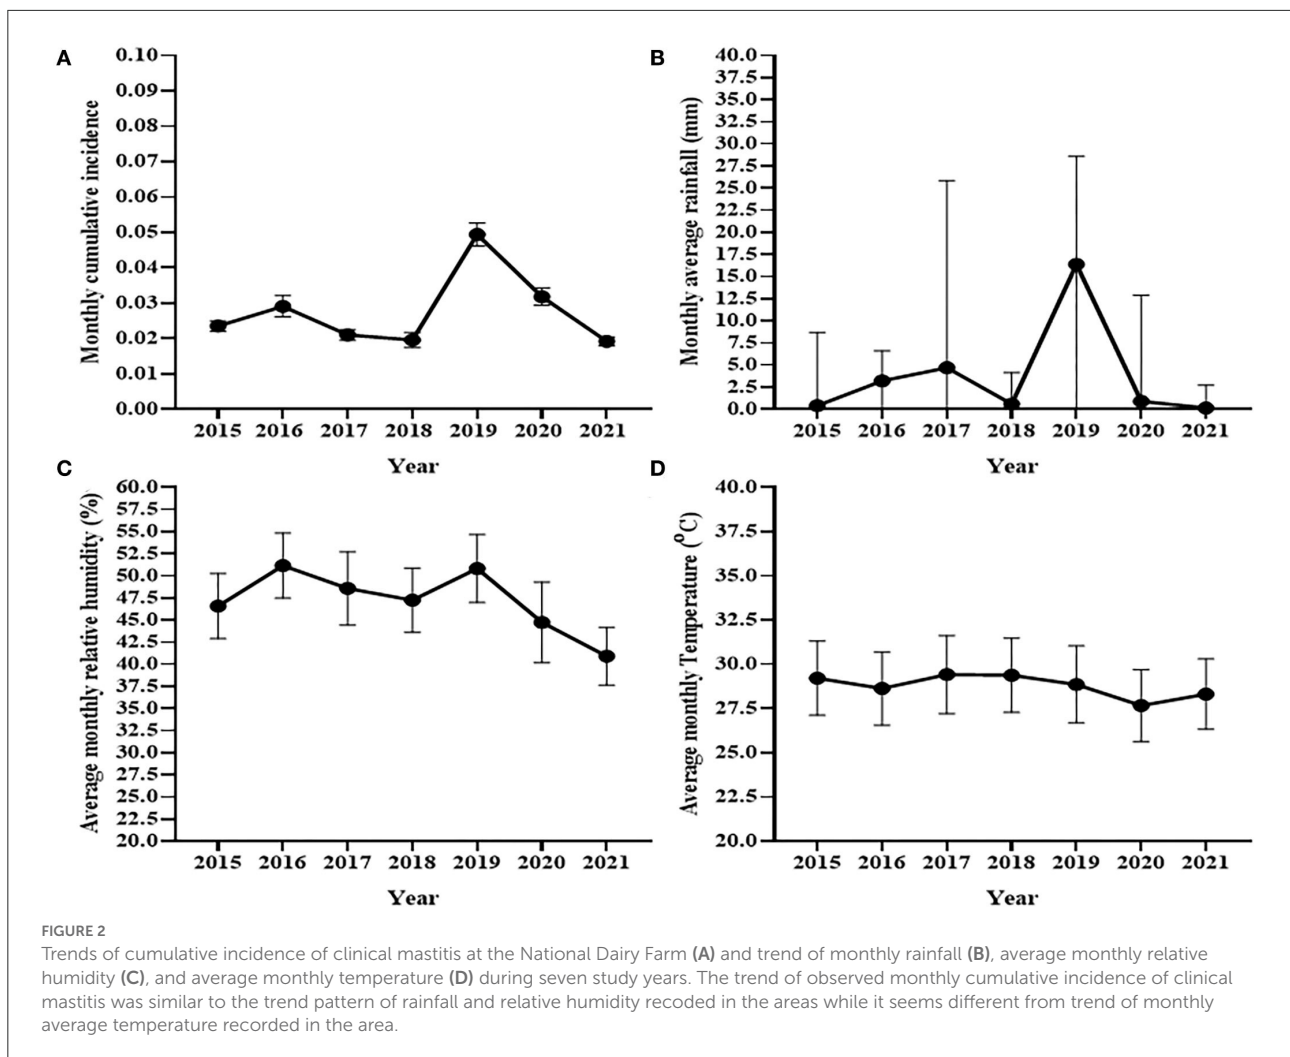 A
Monthly cumulative incidence
0.10
0.09
0.08
0.07
0.06
0.05
0.04
0.03
0.02
0.01
0.00
2015 2016 2017 2018 2019 2020 2021
Year
B
Monthly average rainfall (mm)
40.0
37.5
35.0
32.5
30.0
27.5
25.0
22.5
20.0
17.5
15.0
12.5
10.0
7.5
5.0
2.5
0.0
2015 2016 2017 2018 2019 2020 2021
Year
C
Average monthly relative humidity (%)
60.0
57.5
55.0
52.5
50.0
47.5
45.0
42.5
40.0
37.5
35.0
32.5
30.0
27.5
25.0
22.5
20.0
2015 2016 2017 2018 2019 2020 2021
Year
D
Average monthly Temperature (⁰C)
40.0
37.5
35.0
32.5
30.0
27.5
25.0
22.5
20.0
2015 2016 2017 2018 2019 2020 2021
Year
FIGURE 2
Trends of cumulative incidence of clinical mastitis at the National Dairy Farm (A) and trend of monthly rainfall (B), average monthly relative
humidity (C), and average monthly temperature (D) during seven study years. The trend of observed monthly cumulative incidence of clinical
mastitis was similar to the trend pattern of rainfall and relative humidity recoded in the areas while it seems different from trend of monthly
average temperature recorded in the area.